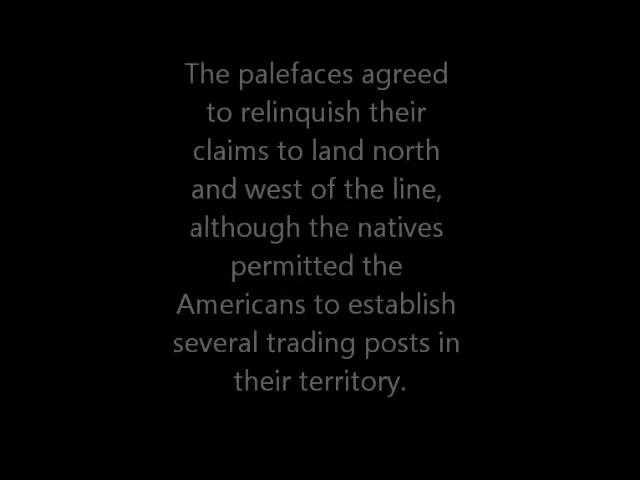 The palefaces agreed
to relinquish their
claims to land north
and west of the line,
although the natives
permitted the
Americans to establish
several trading posts in
their territory.